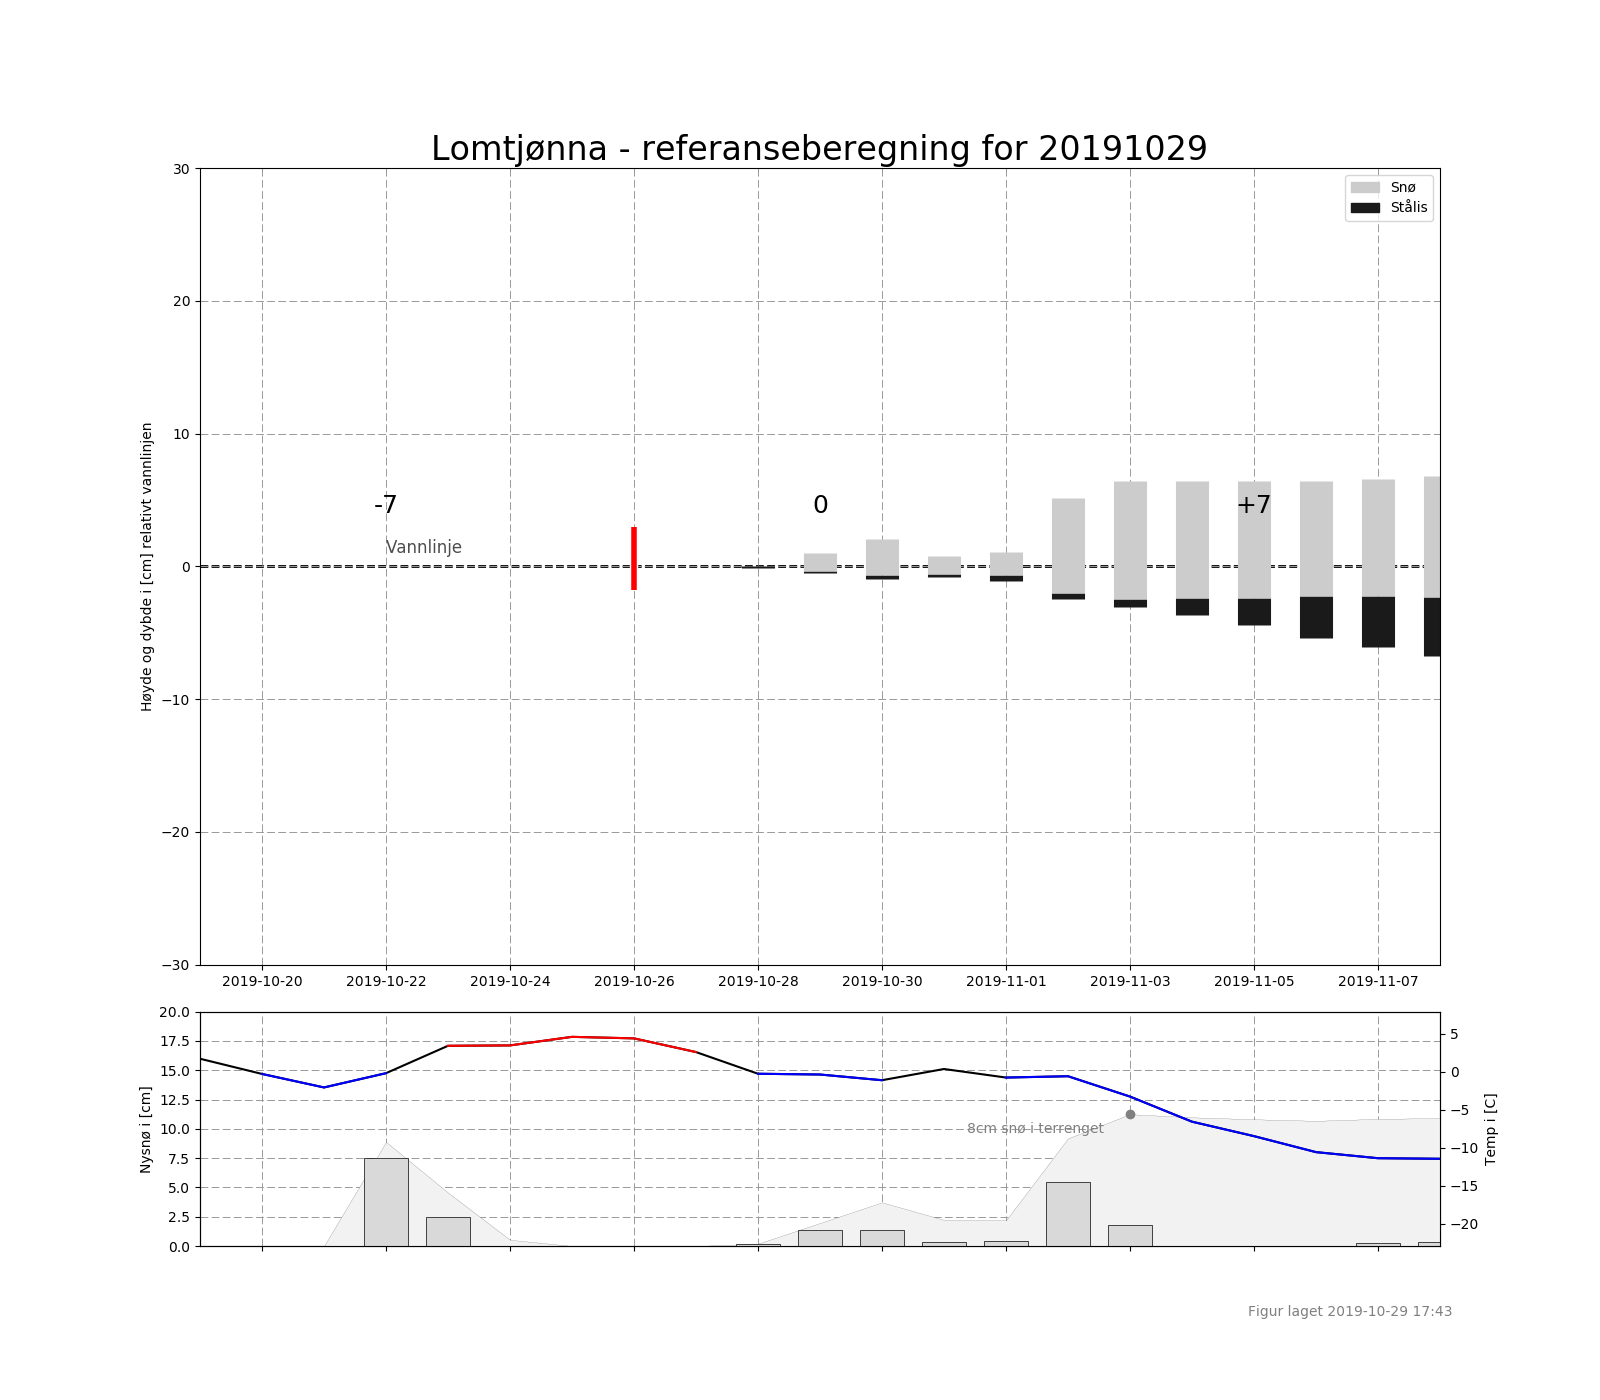 Lomtjønna - referanseberegning for 20191029
Snø
Stålis
Høyde og dybde i [cm] relativt vannlinjen
30
20
10
0
−10
−20
−30
-7
0
+7
Vannlinje
2019-10-20 2019-10-22 2019-10-24 2019-10-26 2019-10-28 2019-10-30 2019-11-01 2019-11-03 2019-11-05 2019-11-07
Nysnø i [cm]
20.0
17.5
15.0
12.5
10.0
7.5
5.0
2.5
0.0
8cm snø i terrenget
5
0
−5
−10
−15
−20
Temp i [C]
Figur laget 2019-10-29 17:43